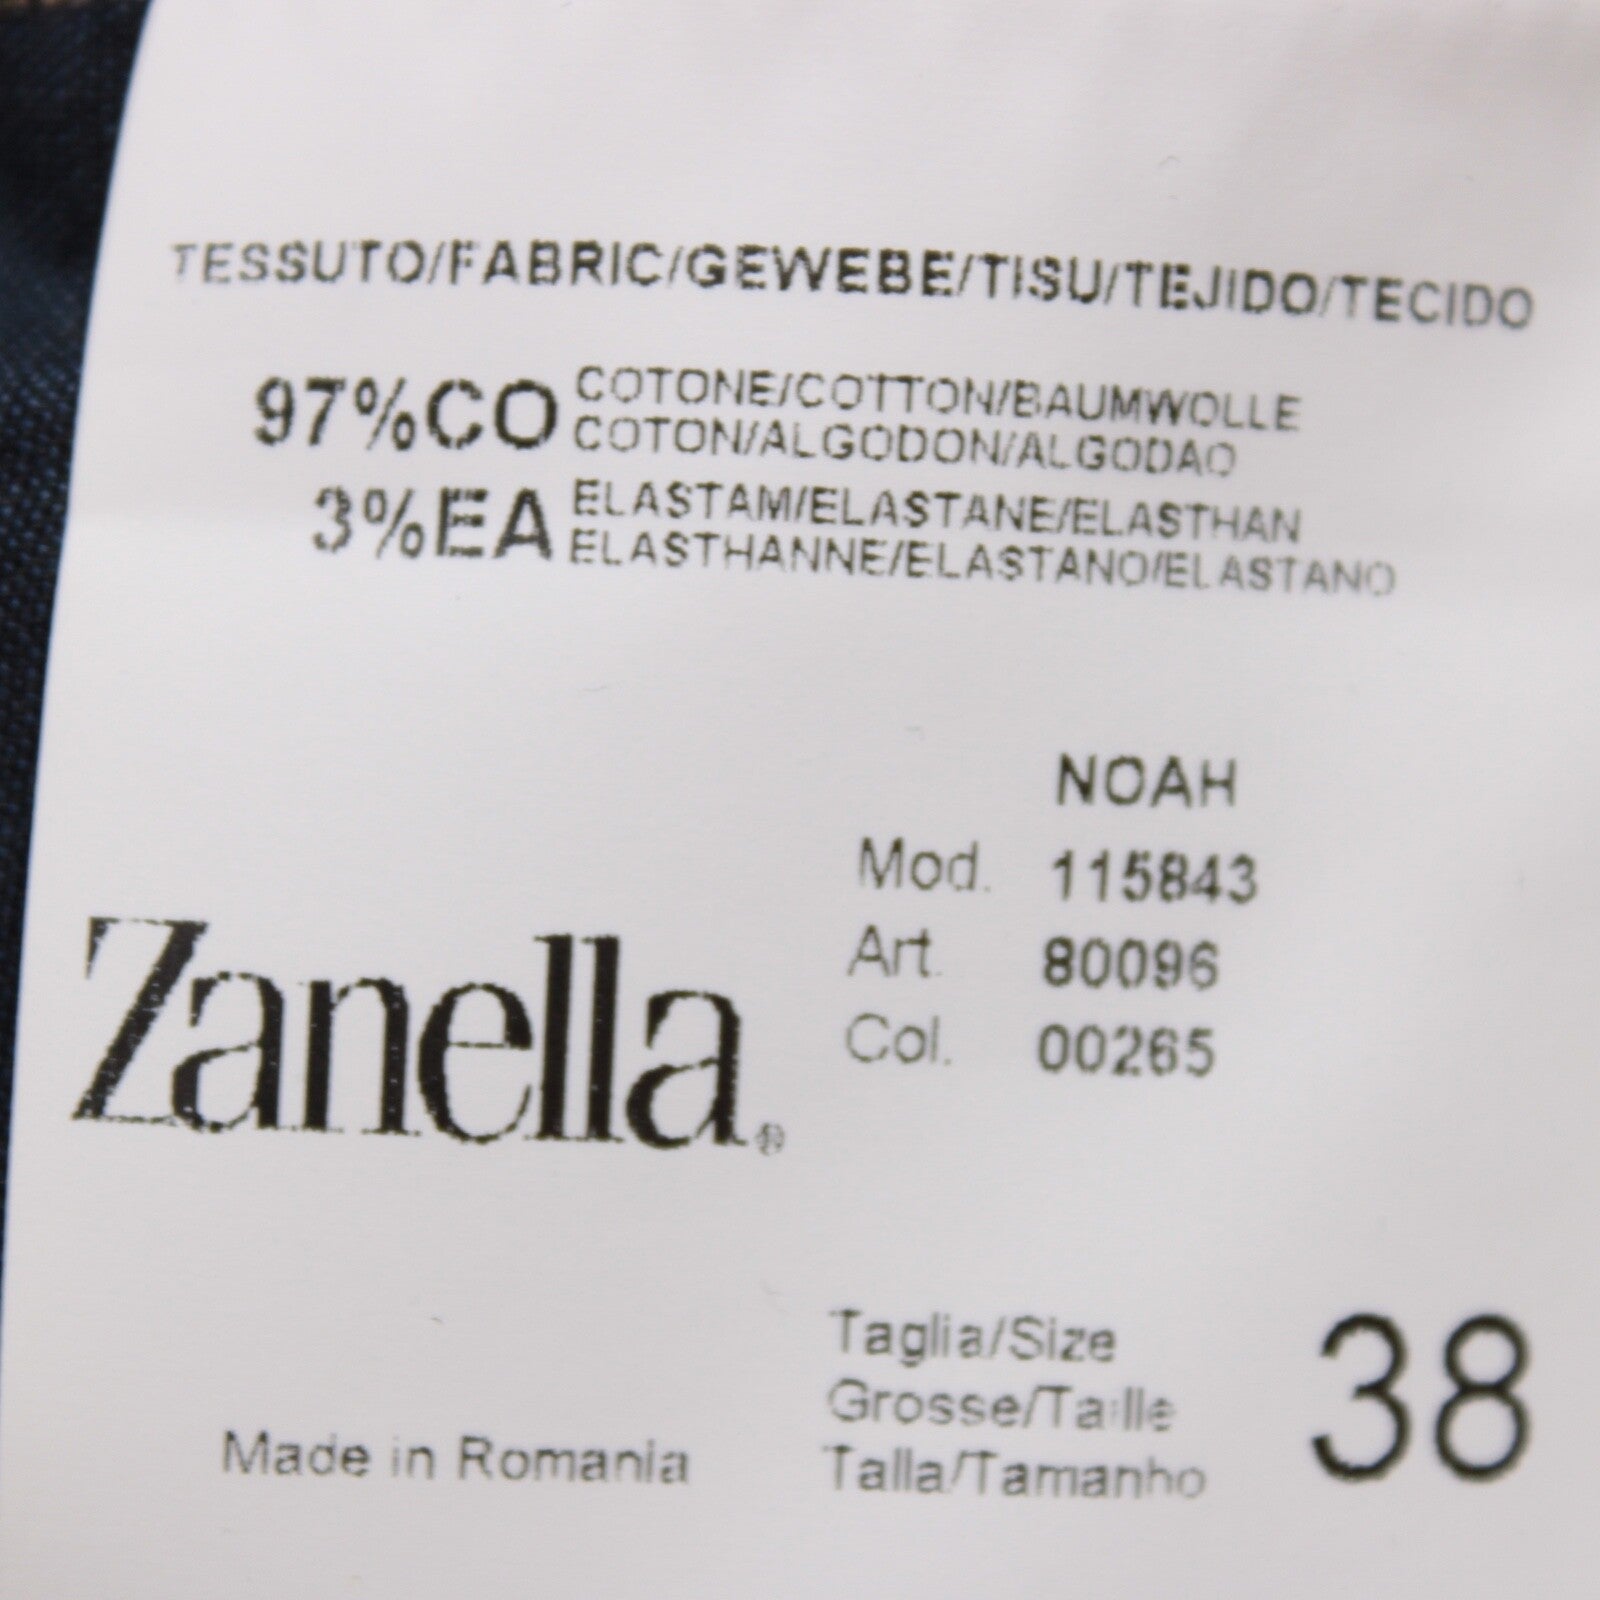 TESSUTO/FABRIC/GEWEBE/TISU/TEJIDO/TECIDO
97%CO COTONE/COTTON/BAUMWOLLE
COTON/ALGODON/ALGODAO
3%EA ELASTAM/ELASTANE/ELASTHAN
ELASTHANNE/ELASTANO/ELASTANO
NOAH
Mod. 115843
Art. 80096
Col. 00265
Zanella®
Taglia/Size
Grosse/Taille
Talla/Tamanho
38
Made in Romania